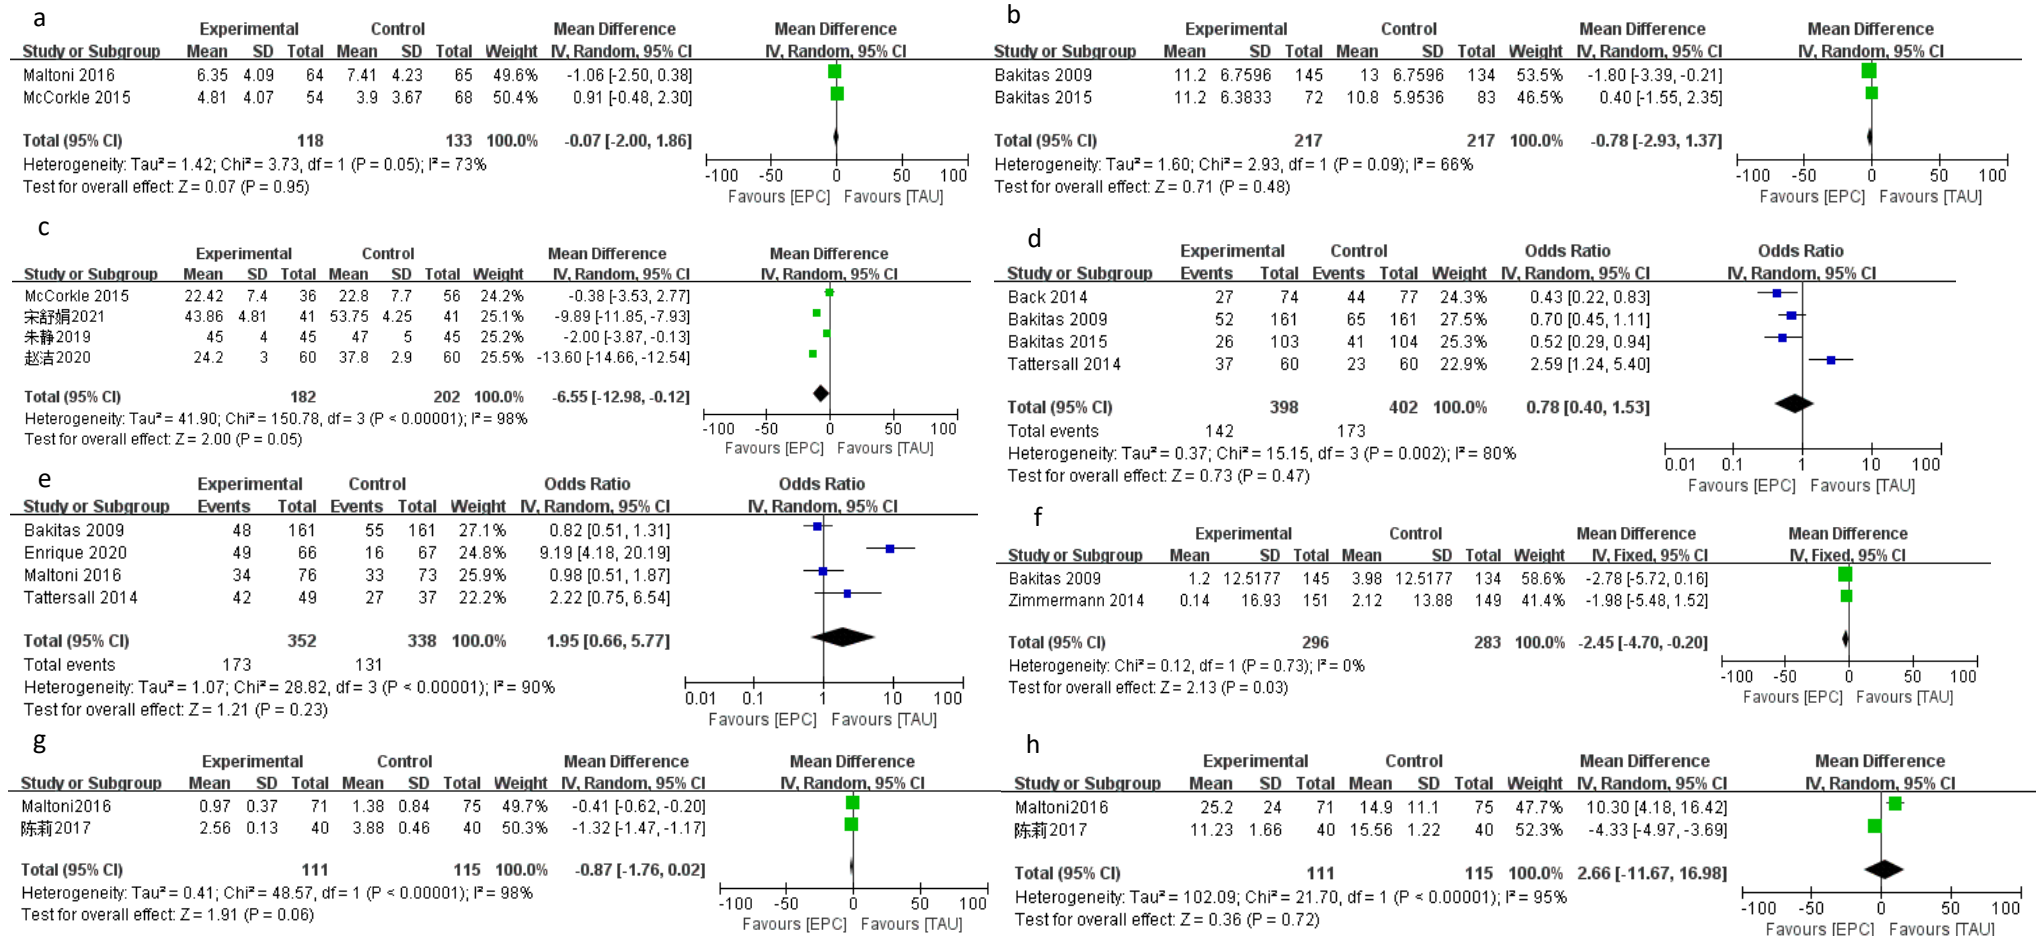 a
Experimental Control Mean Difference Mean Difference
Study or Subgroup Mean SD Total Mean SD Total Weight IV, Random, 95% CI IV, Random, 95% CI
Maltoni 2016 6.35 4.09 64 7.41 4.23 65 49.6% -1.06 [-2.50, 0.38]
McCorkle 2015 4.81 4.07 54 3.9 3.67 68 50.4% 0.91 [-0.48, 2.30]
Total (95% CI) 118 133 100.0% -0.07 [-2.00, 1.86]
Heterogeneity: Tau² = 1.42; Chi² = 3.73, df = 1 (P = 0.05); I² = 73%
Test for overall effect: Z = 0.07 (P = 0.95)
-100 -50 0 50 100
Favours [EPC] Favours [TAU]
b
Experimental Control Mean Difference Mean Difference
Study or Subgroup Mean SD Total Mean SD Total Weight IV, Random, 95% CI IV, Random, 95% CI
Bakitas 2009 11.2 6.7596 145 13 6.7596 134 53.5% -1.80 [-3.39, -0.21]
Bakitas 2015 11.2 6.3833 72 10.8 5.9536 83 46.5% 0.40 [-1.55, 2.35]
Total (95% CI) 217 217 100.0% -0.78 [-2.93, 1.37]
Heterogeneity: Tau² = 1.60; Chi² = 2.93, df = 1 (P = 0.09); I² = 66%
Test for overall effect: Z = 0.71 (P = 0.48)
-100 -50 0 50 100
Favours [EPC] Favours [TAU]
c
Experimental Control Mean Difference Mean Difference
Study or Subgroup Mean SD Total Mean SD Total Weight IV, Random, 95% CI IV, Random, 95% CI
McCorkle 2015 22.42 7.4 36 22.8 7.7 56 24.2% -0.38 [-3.53, 2.77]
宋舒娟2021 43.86 4.81 41 53.75 4.25 41 25.1% -9.89 [-11.85, -7.93]
朱静2019 45 4 45 47 5 45 25.2% -2.00 [-3.87, -0.13]
赵洁2020 24.2 3 60 37.8 2.9 60 25.5% -13.60 [-14.66, -12.54]
Total (95% CI) 182 202 100.0% -6.55 [-12.98, -0.12]
Heterogeneity: Tau² = 41.90; Chi² = 150.78, df = 3 (P < 0.00001); I² = 98%
Test for overall effect: Z = 2.00 (P = 0.05)
-100 -50 0 50 100
Favours [EPC] Favours [TAU]
d
Experimental Control Odds Ratio Odds Ratio
Study or Subgroup Events Total Events Total Weight IV, Random, 95% CI IV, Random, 95% CI
Back 2014 27 74 44 77 24.3% 0.43 [0.22, 0.83]
Bakitas 2009 52 161 65 161 27.5% 0.70 [0.45, 1.11]
Bakitas 2015 26 103 41 104 25.3% 0.52 [0.29, 0.94]
Tattersall 2014 37 60 23 60 22.9% 2.59 [1.24, 5.40]
Total (95% CI) 398 402 100.0% 0.78 [0.40, 1.53]
Total events 142 173
Heterogeneity: Tau² = 0.37; Chi² = 15.15, df = 3 (P = 0.002); I² = 80%
Test for overall effect: Z = 0.73 (P = 0.47)
0.01 0.1 1 10 100
Favours [EPC] Favours [TAU]
e
Experimental Control Odds Ratio Odds Ratio
Study or Subgroup Events Total Events Total Weight IV, Random, 95% CI IV, Random, 95% CI
Bakitas 2009 48 161 55 161 27.1% 0.82 [0.51, 1.31]
Enrique 2020 49 66 16 67 24.8% 9.19 [4.18, 20.19]
Maltoni 2016 34 76 33 73 25.9% 0.98 [0.51, 1.87]
Tattersall 2014 42 49 27 37 22.2% 2.22 [0.75, 6.54]
Total (95% CI) 352 338 100.0% 1.95 [0.66, 5.77]
Total events 173 131
Heterogeneity: Tau² = 1.07; Chi² = 28.82, df = 3 (P < 0.00001); I² = 90%
Test for overall effect: Z = 1.21 (P = 0.23)
0.01 0.1 1 10 100
Favours [EPC] Favours [TAU]
f
Experimental Control Mean Difference Mean Difference
Study or Subgroup Mean SD Total Mean SD Total Weight IV, Fixed, 95% CI IV, Fixed, 95% CI
Bakitas 2009 1.2 12.5177 145 3.98 12.5177 134 58.6% -2.78 [-5.72, 0.16]
Zimmermann 2014 0.14 16.93 151 2.12 13.88 149 41.4% -1.98 [-5.48, 1.52]
Total (95% CI) 296 283 100.0% -2.45 [-4.70, -0.20]
Heterogeneity: Chi² = 0.12, df = 1 (P = 0.73); I² = 0%
Test for overall effect: Z = 2.13 (P = 0.03)
-100 -50 0 50 100
Favours [EPC] Favours [TAU]
g
Experimental Control Mean Difference Mean Difference
Study or Subgroup Mean SD Total Mean SD Total Weight IV, Random, 95% CI IV, Random, 95% CI
Maltoni2016 0.97 0.37 71 1.38 0.84 75 49.7% -0.41 [-0.62, -0.20]
陈莉2017 2.56 0.13 40 3.88 0.46 40 50.3% -1.32 [-1.47, -1.17]
Total (95% CI) 111 115 100.0% -0.87 [-1.76, 0.02]
Heterogeneity: Tau² = 0.41; Chi² = 48.57, df = 1 (P < 0.00001); I² = 98%
Test for overall effect: Z = 1.91 (P = 0.06)
-100 -50 0 50 100
Favours [EPC] Favours [TAU]
h
Experimental Control Mean Difference Mean Difference
Study or Subgroup Mean SD Total Mean SD Total Weight IV, Random, 95% CI IV, Random, 95% CI
Maltoni2016 25.2 24 71 14.9 11.1 75 47.7% 10.30 [4.18, 16.42]
陈莉2017 11.23 1.66 40 15.56 1.22 40 52.3% -4.33 [-4.97, -3.69]
Total (95% CI) 111 115 100.0% 2.66 [-11.67, 16.98]
Heterogeneity: Tau² = 102.09; Chi² = 21.70, df = 1 (P < 0.00001); I² = 95%
Test for overall effect: Z = 0.36 (P = 0.72)
-100 -50 0 50 100
Favours [EPC] Favours [TAU]